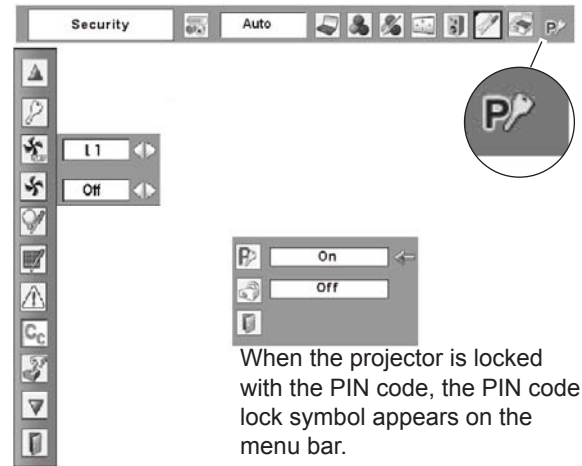 Security Auto
P
P
L1
Off
P On
Off
Cc
When the projector is locked
with the PIN code, the PIN code
lock symbol appears on the
menu bar.